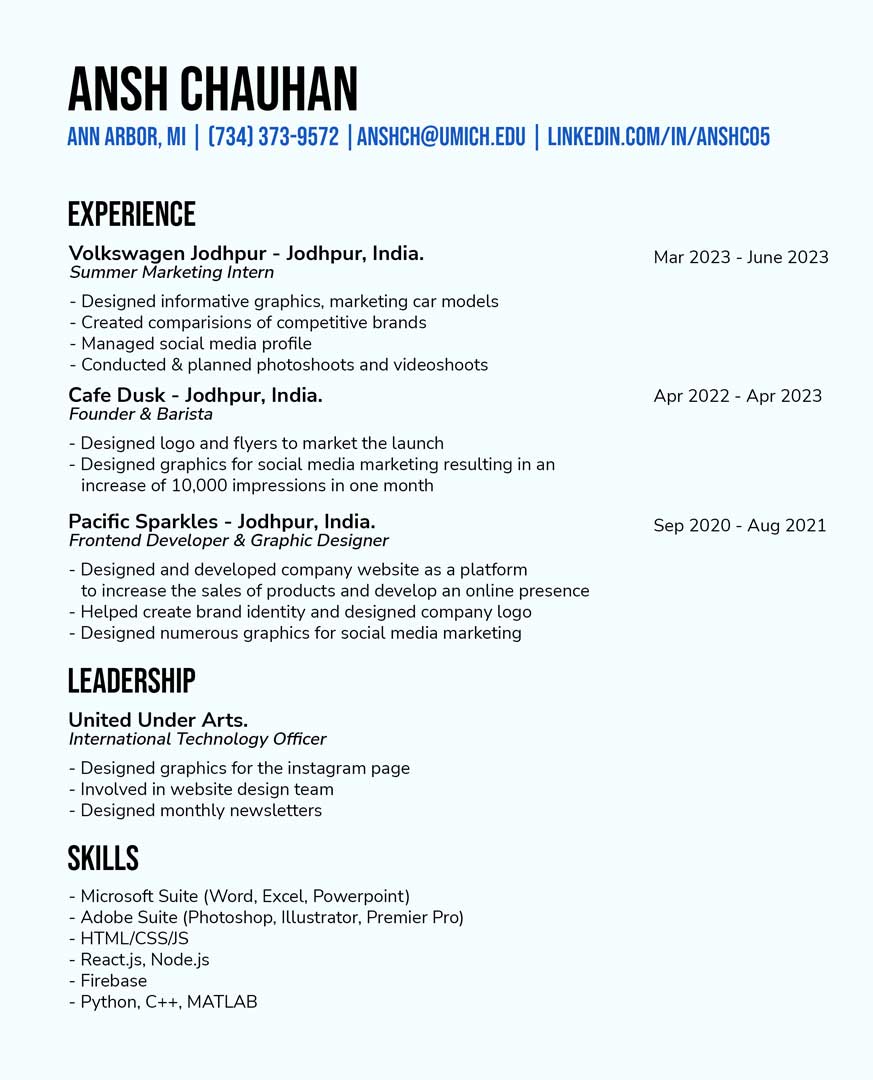 ANSH CHAUHAN
ANN ARBOR, MI | (734) 373-9572 | ANSHCH@UMICH.EDU | LINKEDIN.COM/IN/ANSHC05
EXPERIENCE
Volkswagen Jodhpur - Jodhpur, India. Mar 2023 - June 2023
Summer Marketing Intern
- Designed informative graphics, marketing car models
- Created comparisions of competitive brands
- Managed social media profile
- Conducted & planned photoshoots and videoshoots
Cafe Dusk - Jodhpur, India. Apr 2022 - Apr 2023
Founder & Barista
- Designed logo and flyers to market the launch
- Designed graphics for social media marketing resulting in an
increase of 10,000 impressions in one month
Pacific Sparkles - Jodhpur, India. Sep 2020 - Aug 2021
Frontend Developer & Graphic Designer
- Designed and developed company website as a platform
to increase the sales of products and develop an online presence
- Helped create brand identity and designed company logo
- Designed numerous graphics for social media marketing
LEADERSHIP
United Under Arts.
International Technology Officer
- Designed graphics for the instagram page
- Involved in website design team
- Designed monthly newsletters
SKILLS
- Microsoft Suite (Word, Excel, Powerpoint)
- Adobe Suite (Photoshop, Illustrator, Premier Pro)
- HTML/CSS/JS
- React.js, Node.js
- Firebase
- Python, C++, MATLAB